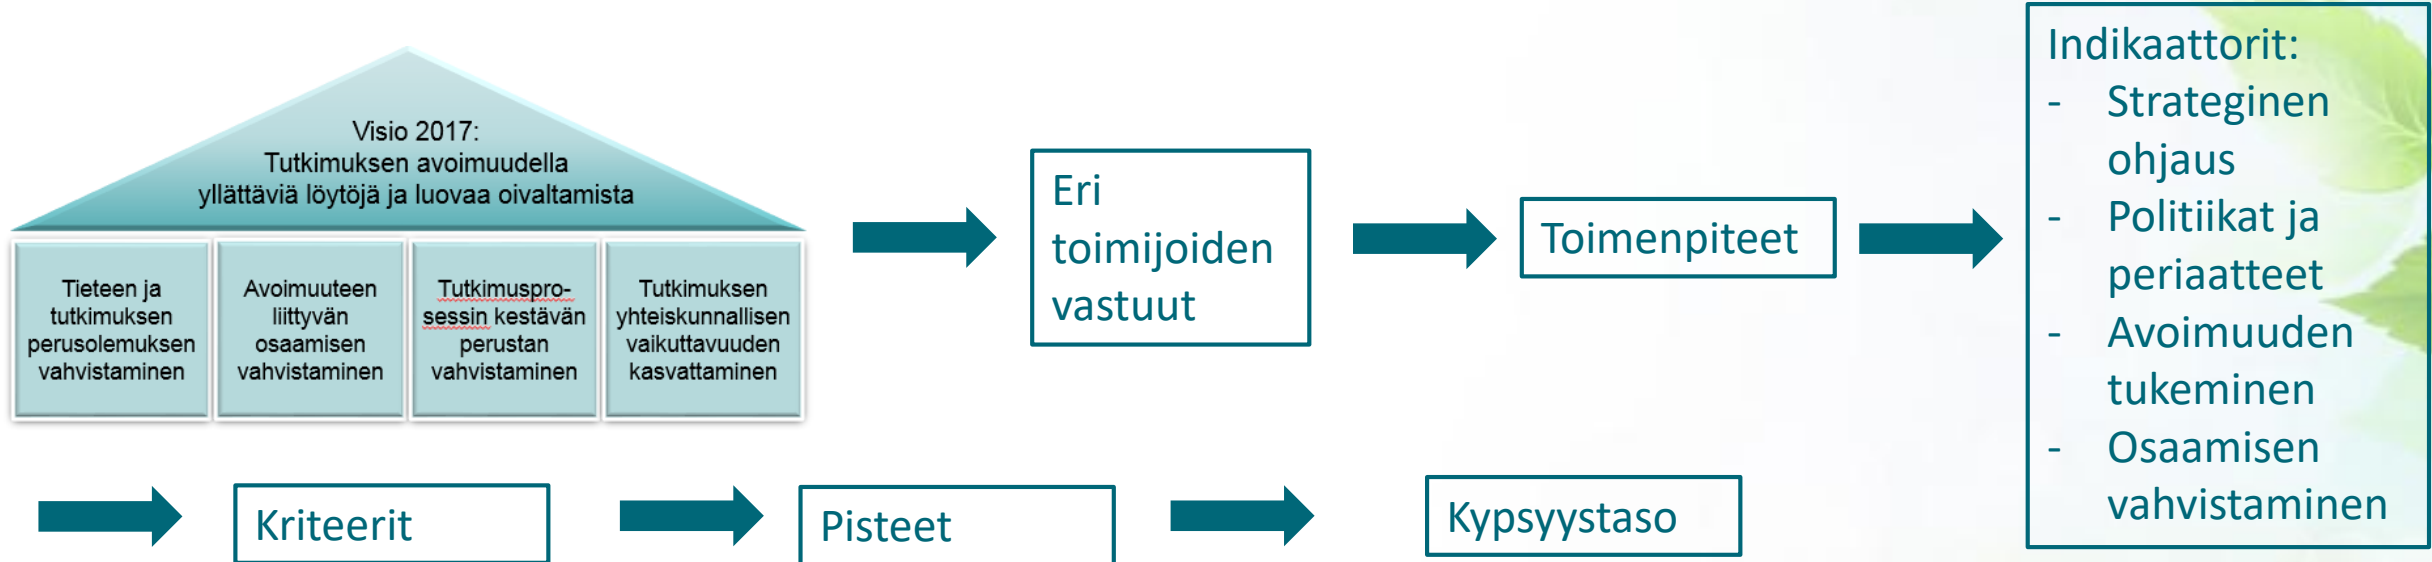 Visio 2017:
Tutkimuksen avoimuudella
yllättäviä löytöjä ja luovaa oivaltamista
Tieteen ja
tutkimuksen
perusolemuksen
vahvistaminen
Avoimuuteen
liittyvän
osaamisen
vahvistaminen
Tutkimuspro-
sessin kestävän
perustan
vahvistaminen
Tutkimuksen
yhteiskunnallisen
vaikuttavuuden
kasvattaminen
Eri
toimijoiden
vastuut
Toimenpiteet
Indikaattorit:
- Strateginen
ohjaus
- Politiikat ja
periaatteet
- Avoimuuden
tukeminen
- Osaamisen
vahvistaminen
Kriteerit
Pisteet
Kypsyystaso